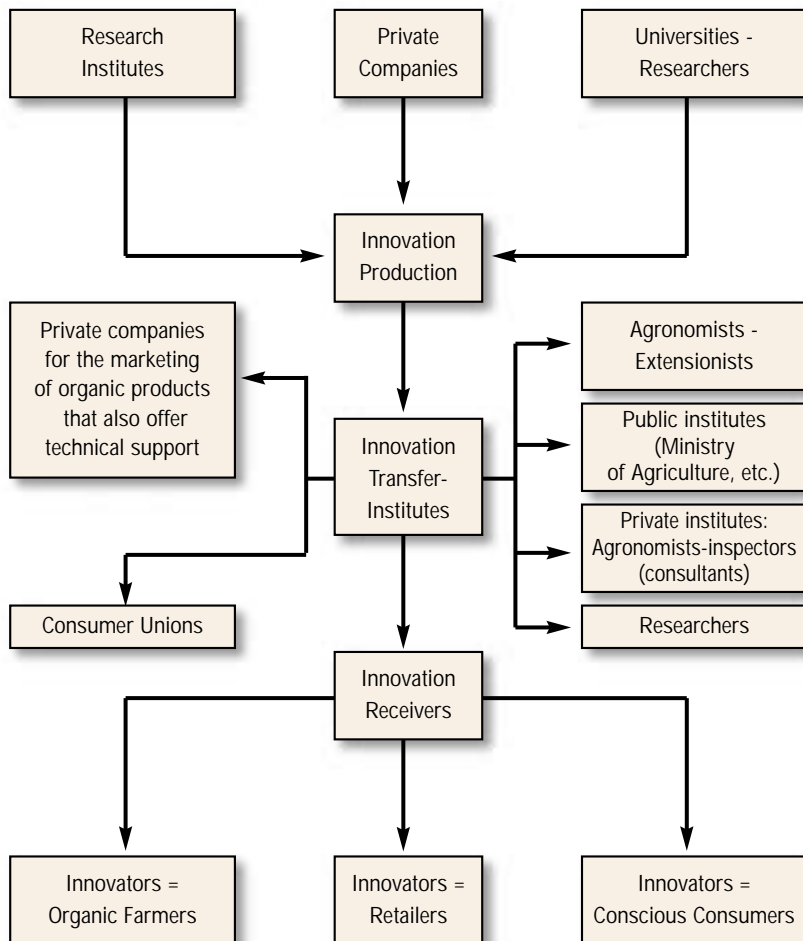 Research
Institutes
Private
Companies
Universities -
Researchers
Innovation
Production
Private companies
for the marketing
of organic products
that also offer
technical support
Innovation
Transfer-
Institutes
Agronomists -
Extensionists
Public institutes
(Ministry
of Agriculture, etc.)
Private institutes:
Agronomists-inspectors
(consultants)
Researchers
Consumer Unions
Innovation
Receivers
Innovators =
Organic Farmers
Innovators =
Retailers
Innovators =
Conscious Consumers